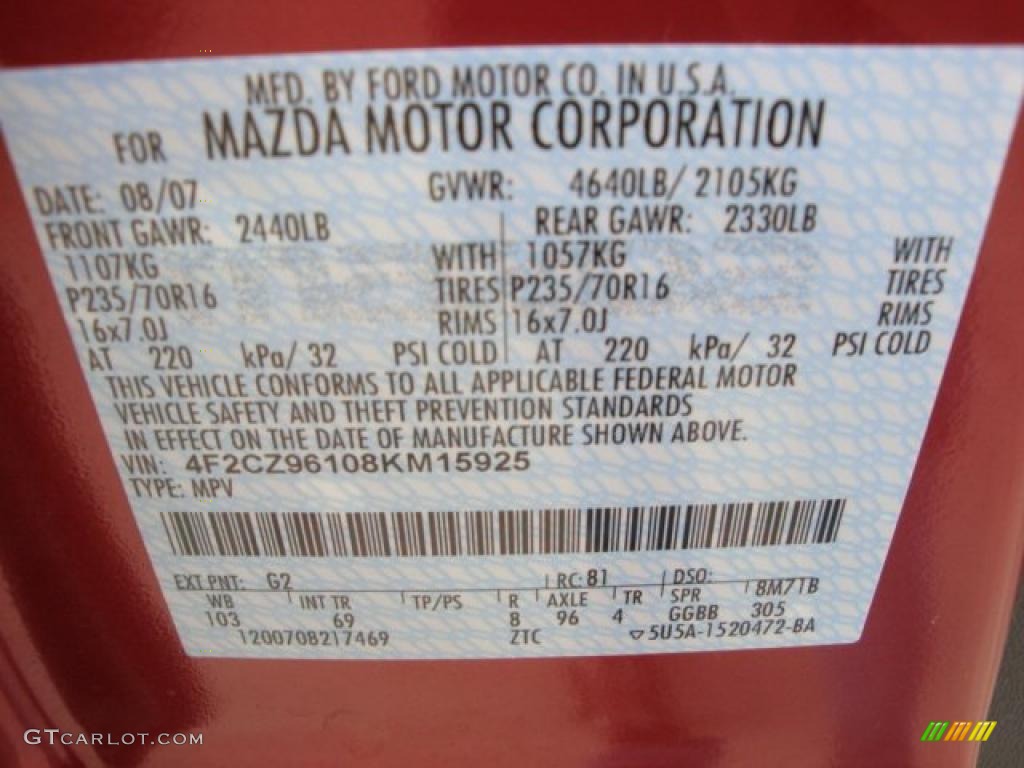 MFD. BY FORD MOTOR CO. IN U.S.A.
FOR MAZDA MOTOR CORPORATION
DATE: 08/07 GVWR: 4640LB/ 2105KG
FRONT GAWR: 2440LB REAR GAWR: 2330LB
1107KG WITH 1057KG WITH
P235/70R16 TIRES P235/70R16 TIRES
16x7.0J RIMS 16x7.0J RIMS
AT 220 kPa/ 32 PSI COLD AT 220 kPa/ 32 PSI COLD
THIS VEHICLE CONFORMS TO ALL APPLICABLE FEDERAL MOTOR
VEHICLE SAFETY AND THEFT PREVENTION STANDARDS
IN EFFECT ON THE DATE OF MANUFACTURE SHOWN ABOVE.
VIN: 4F2CZ96108KM15925
TYPE: MPV
EXT PNT: G2 RC: 81 DSO:
WB INT TR TP/PS R AXLE TR SPR 8M7TB
103 69 8 96 4 GGBB 305
1200708217469 ZTC 5U5A-1520472-BA
GTCARLOT.COM